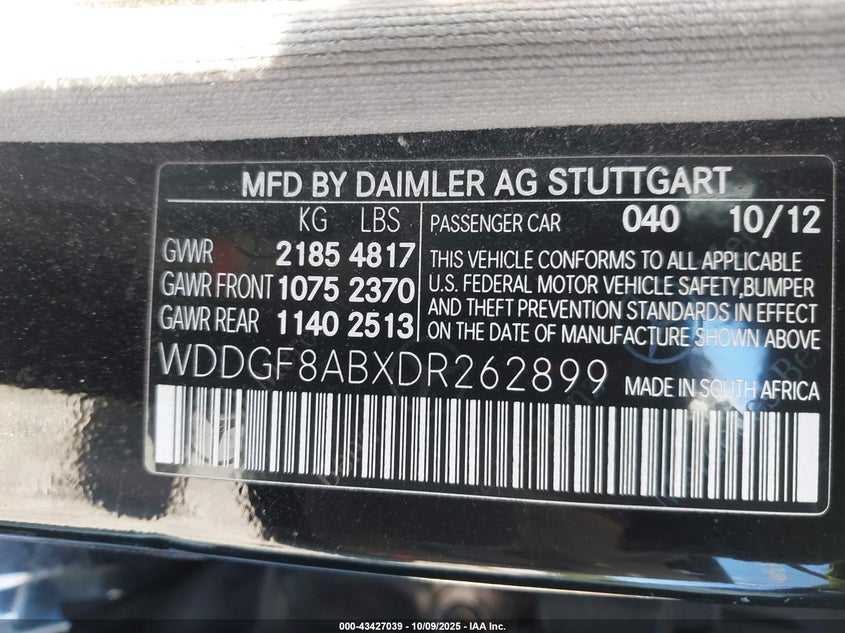 MFD BY DAIMLER AG STUTTGART
KG LBS
GVWR 2185 4817
GAWR FRONT 1075 2370
GAWR REAR 1140 2513
PASSENGER CAR 040 10/12
THIS VEHICLE CONFORMS TO ALL APPLICABLE
U.S. FEDERAL MOTOR VEHICLE SAFETY,BUMPER
AND THEFT PREVENTION STANDARDS IN EFFECT
ON THE DATE OF MANUFACTURE SHOWN ABOVE
WDDGF8ABXDR262899
MADE IN SOUTH AFRICA
000-43427039 - 10/09/2025 - IAA Inc.